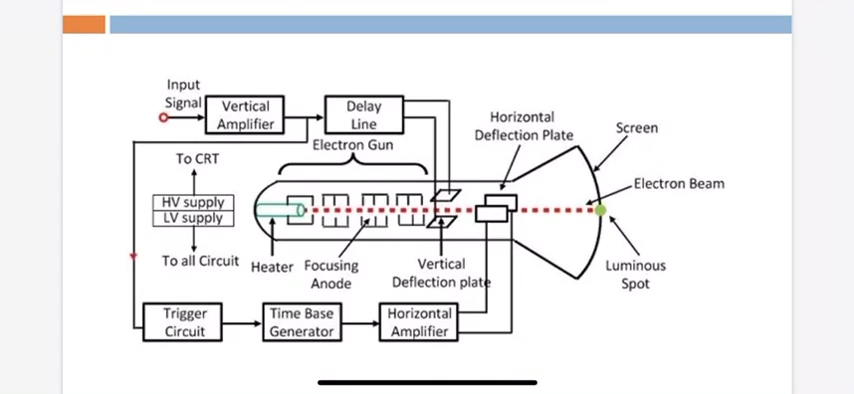 Input
Signal
Vertical
Amplifier
Delay
Line
Horizontal
Deflection Plate
Screen
Electron Gun
To CRT
Electron Beam
HV supply
LV supply
To all Circuit
Heater
Focusing
Anode
Vertical
Deflection plate
Luminous
Spot
Trigger
Circuit
Time Base
Generator
Horizontal
Amplifier